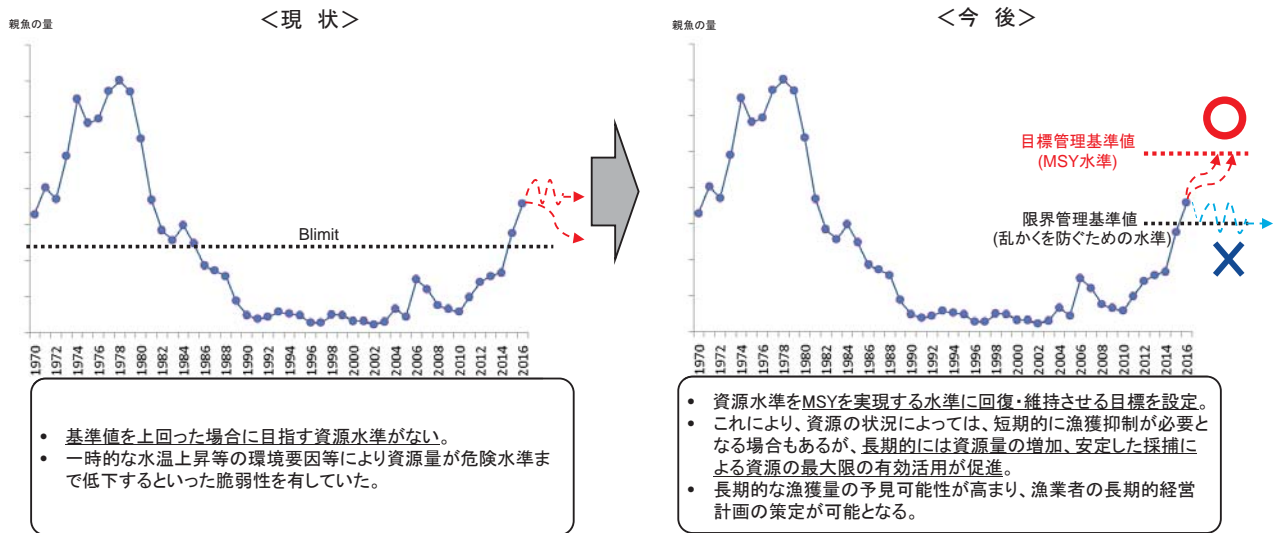 ＜現　状＞
親魚の量
Blimit
1970 1972 1974 1976 1978 1980 1982 1984 1986 1988 1990 1992 1994 1996 1998 2000 2002 2004 2006 2008 2010 2012 2014 2016
• 基準値を上回った場合に目指す資源水準がない。
• 一時的な水温上昇等の環境要因等により資源量が危険水準ま
で低下するといった脆弱性を有していた。
＜今　後＞
親魚の量
目標管理基準値
(MSY水準)
限界管理基準値
(乱かくを防ぐための水準)
1970 1972 1974 1976 1978 1980 1982 1984 1986 1988 1990 1992 1994 1996 1998 2000 2002 2004 2006 2008 2010 2012 2014 2016
• 資源水準をMSYを実現する水準に回復・維持させる目標を設定。
• これにより、資源の状況によっては、短期的に漁獲抑制が必要と
なる場合もあるが、長期的には資源量の増加、安定した採捕に
よる資源の最大限の有効活用が促進。
• 長期的な漁獲量の予見可能性が高まり、漁業者の長期的経営
計画の策定が可能となる。